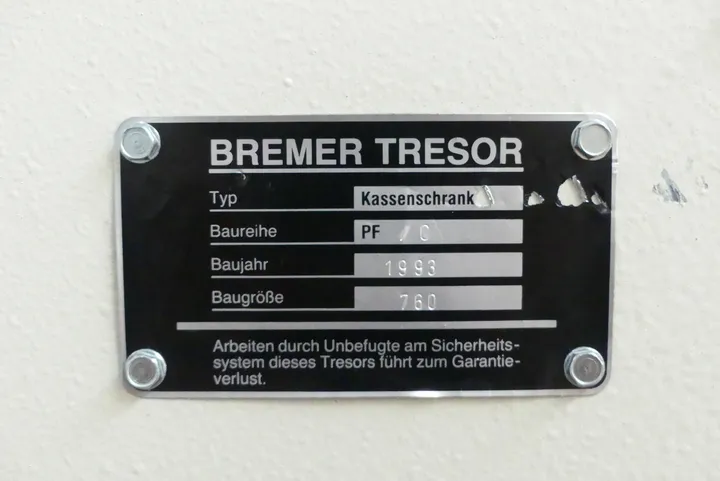 BREMER TRESOR
Typ Kassenschrank
Baureihe PF / C
Baujahr 1993
Baugröße 760
Arbeiten durch Unbefugte am Sicherheits-
system dieses Tresors führt zum Garantie-
verlust.